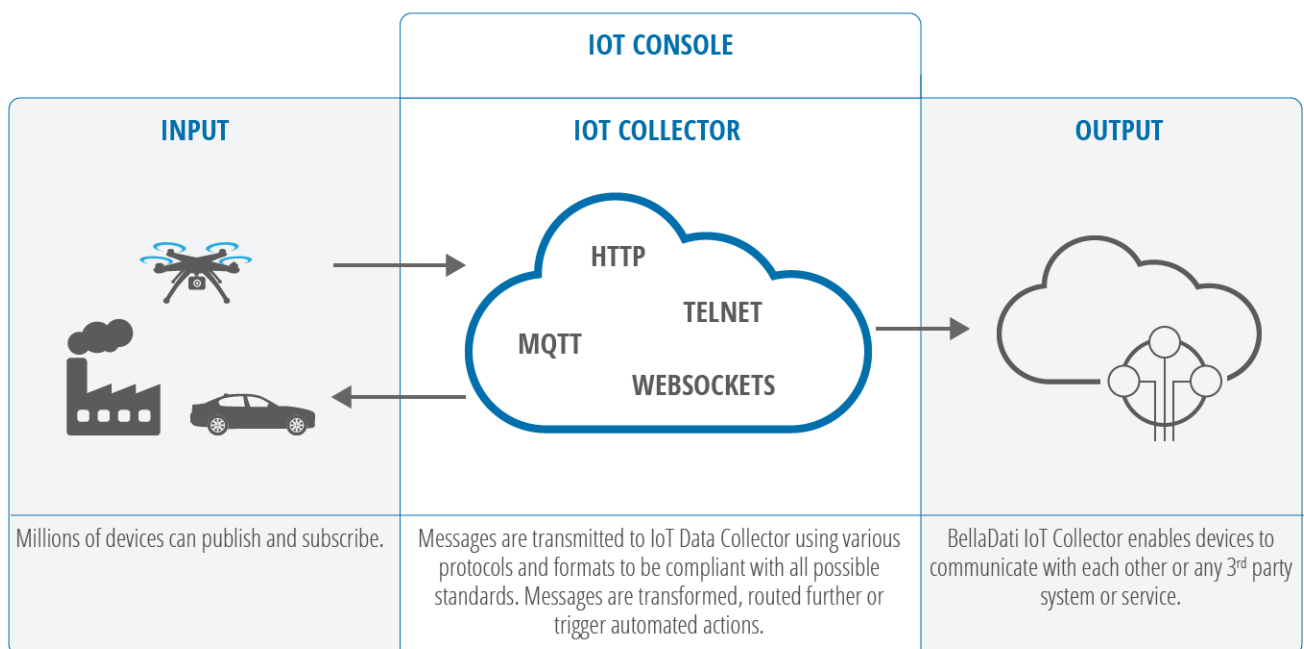 IOT CONSOLE
INPUT
IOT COLLECTOR
OUTPUT
HTTP
TELNET
MQTT
WEBSOCKETS
Millions of devices can publish and subscribe.
Messages are transmitted to IoT Data Collector using various
protocols and formats to be compliant with all possible
standards. Messages are transformed, routed further or
trigger automated actions.
BellaDati IoT Collector enables devices to
communicate with each other or any 3rd party
system or service.